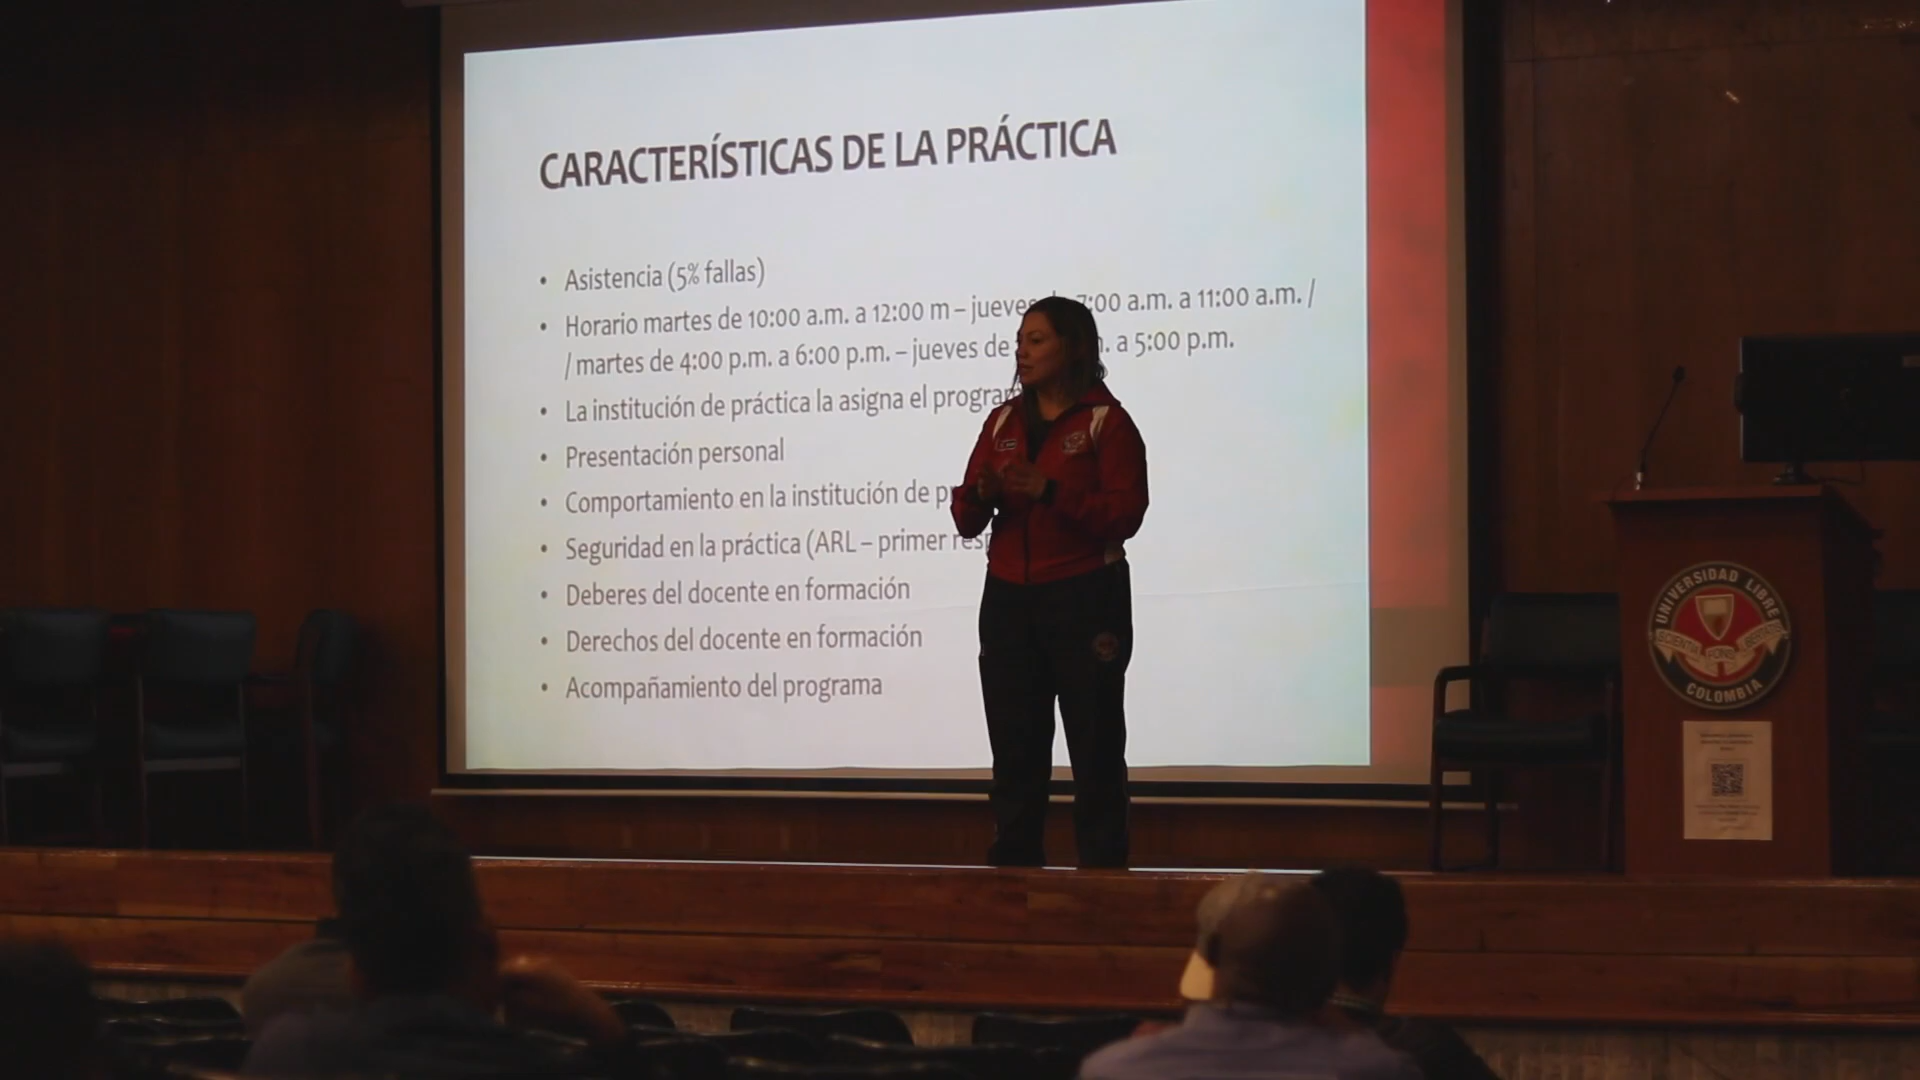 CARACTERÍSTICAS DE LA PRÁCTICA
• Asistencia (5% fallas)
• Horario martes de 10:00 a.m. a 12:00 m – jueves de 7:00 a.m. a 11:00 a.m. /
/ martes de 4:00 p.m. a 6:00 p.m. – jueves de a 5:00 p.m.
• La institución de práctica la asigna el
• Presentación personal
• Comportamiento en la institución de
• Seguridad en la práctica (ARL – primer
• Deberes del docente en formación
• Derechos del docente en formación
• Acompañamiento del programa
UNIVERSIDAD LIBRE
COLOMBIA